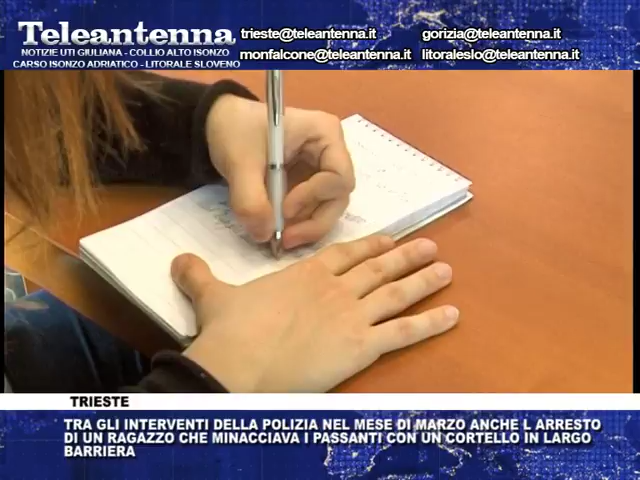 Teleantenna
NOTIZIE UTI GIULIANA - COLLIO ALTO ISONZO
CARSO ISONZO ADRIATICO - LITORALE SLOVENO
trieste@teleantenna.it gorizia@teleantenna.it
monfalcone@teleantenna.it litoraleslo@teleantenna.it
TRIESTE
TRA GLI INTERVENTI DELLA POLIZIA NEL MESE DI MARZO ANCHE L ARRESTO
DI UN RAGAZZO CHE MINACCIAVA I PASSANTI CON UN CORTELLO IN LARGO
BARRIERA